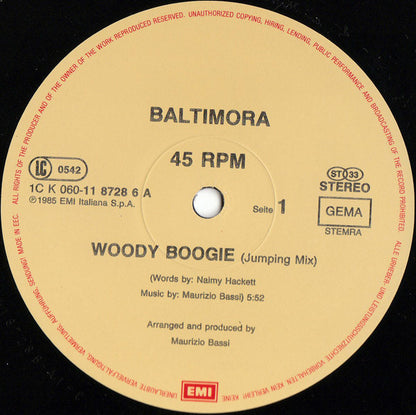 ALL RIGHTS OF THE PRODUCER AND OF THE OWNER OF THE WORK REPRODUCED RESERVED. UNAUTHORIZED COPYING, HIRING, LENDING, PUBLIC PERFORMANCE AND BROADCASTING OF THE RECORD PROHIBITED
BALTIMORA
LC 0542
45 RPM
ST 33
STEREO
1C K 060-11 8728 6 A
℗1985 EMI Italiana S.p.A.
Seite 1
GEMA
STEMRA
WOODY BOOGIE (Jumping Mix)
(Words by: Naimy Hackett
Music by: Maurizio Bassi) 5:52
Arranged and produced by
Maurizio Bassi
EMI
ALLE URHEBER- UND LEISTUNGSSCHUTZRECHTE VORBEHALTEN KEIN VERLEIH! KEINE UNERLAUBTE VERVIELFÄLTIGUNG, VERMIETUNG, AUFFÜHRUNG, SENDUNG! MADE IN EEC.